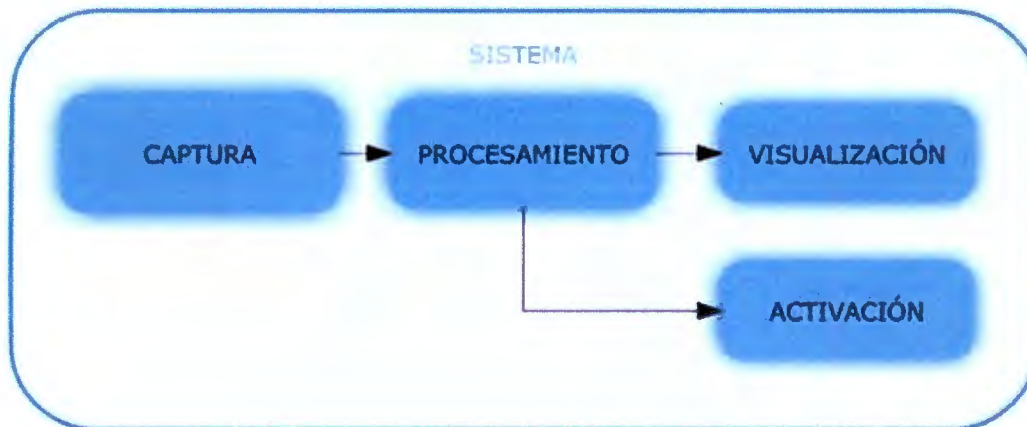 SISTEMA
CAPTURA
PROCESAMIENTO
VISUALIZACIÓN
ACTIVACIÓN